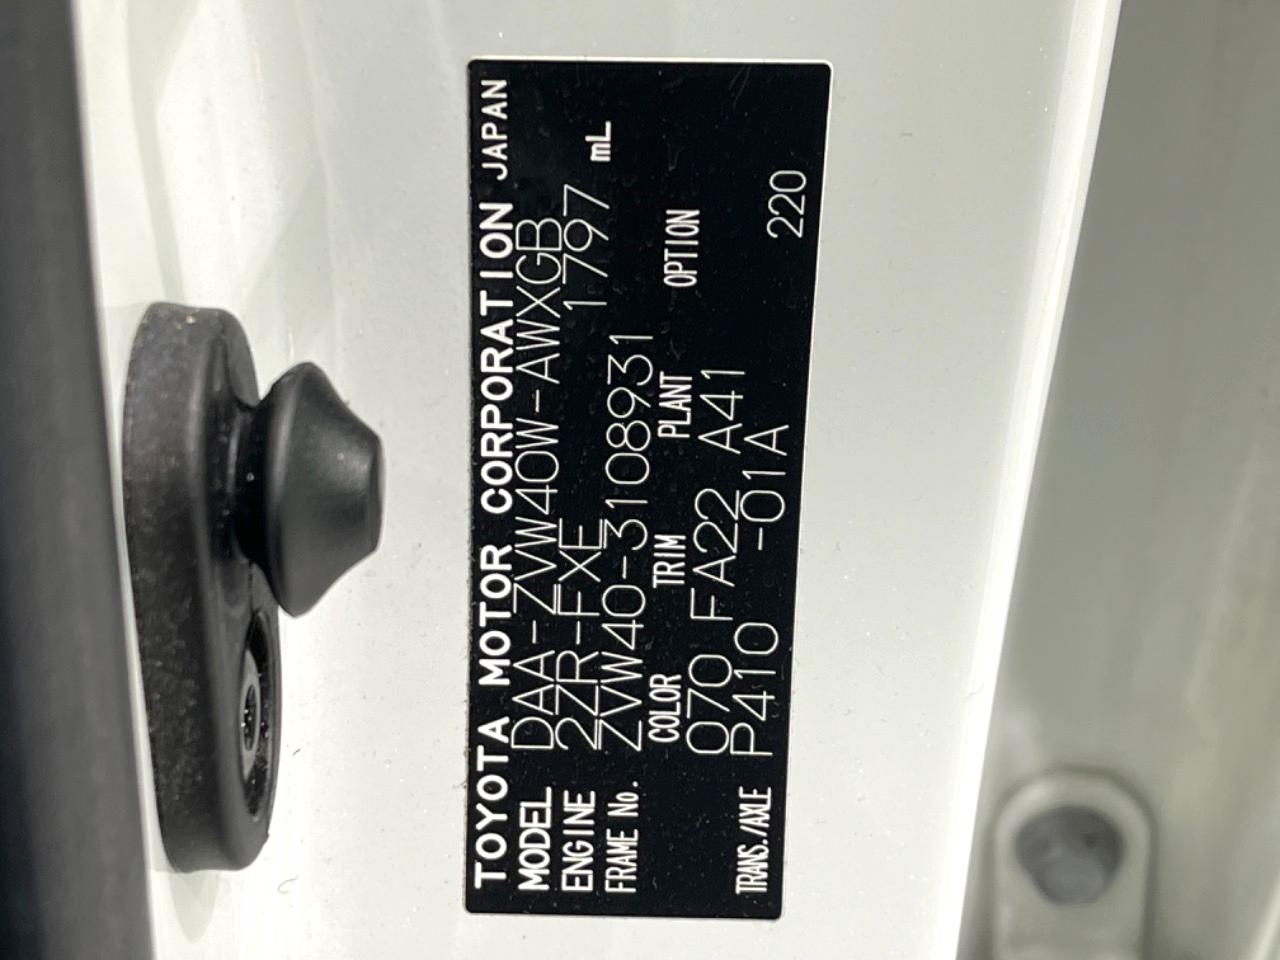 TOYOTA MOTOR CORPORATION JAPAN
MODEL DAA-ZVW40W-AWXGB
ENGINE 2ZR-FXE 1797 mL
FRAME No. ZVW40-3108931
COLOR TRIM PLANT OPTION
070 FA22 A41
TRANS./AXLE P410 -01A 220